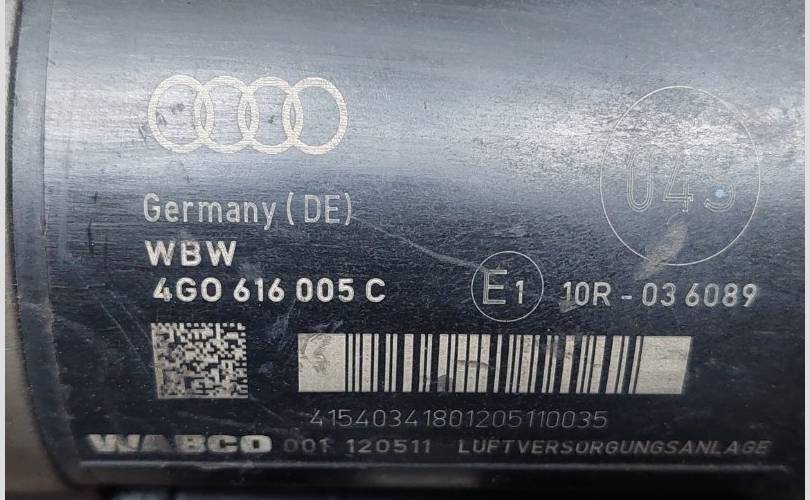 043
Germany (DE)
WBW
4G0 616 005 C
E1 10R - 03 6089
41540341801205110035
WABCO 001 120511 LUFTVERSORGUNGSANLAGE